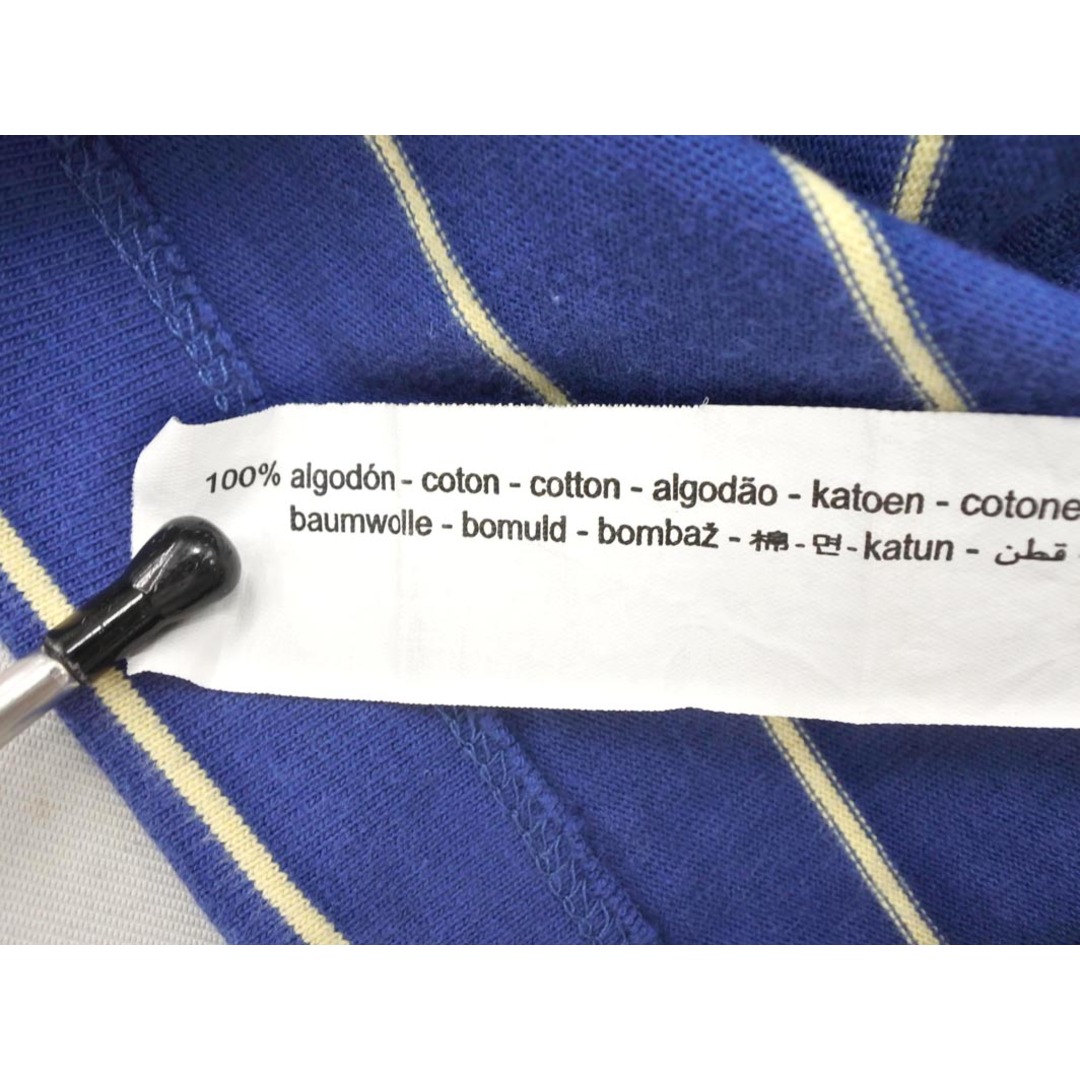 100% algodón - coton - cotton - algodão - katoen - cotone
baumwolle - bomuld - bombaž - 棉 - 면 - katun - قطن